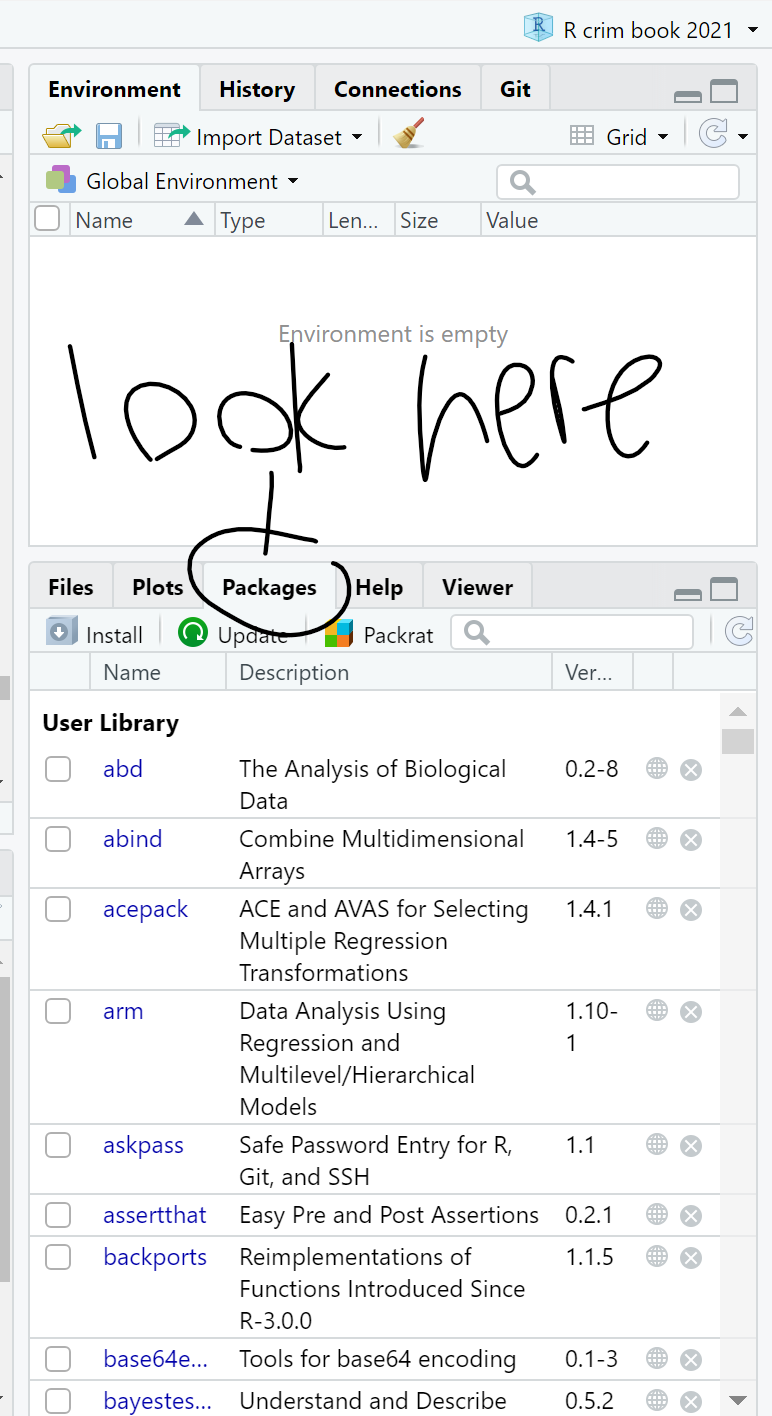 R crim book 2021
Environment History Connections Git
Import Dataset Grid
Global Environment
Name Type Len... Size Value
Environment is empty
look here
Files Plots Packages Help Viewer
Install Update Packrat
Name Description Ver...
User Library
abd The Analysis of Biological 0.2-8
Data
abind Combine Multidimensional 1.4-5
Arrays
acepack ACE and AVAS for Selecting 1.4.1
Multiple Regression
Transformations
arm Data Analysis Using 1.10-
Regression and 1
Multilevel/Hierarchical
Models
askpass Safe Password Entry for R, 1.1
Git, and SSH
assertthat Easy Pre and Post Assertions 0.2.1
backports Reimplementations of 1.1.5
Functions Introduced Since
R-3.0.0
base64e... Tools for base64 encoding 0.1-3
bayestes... Understand and Describe 0.5.2